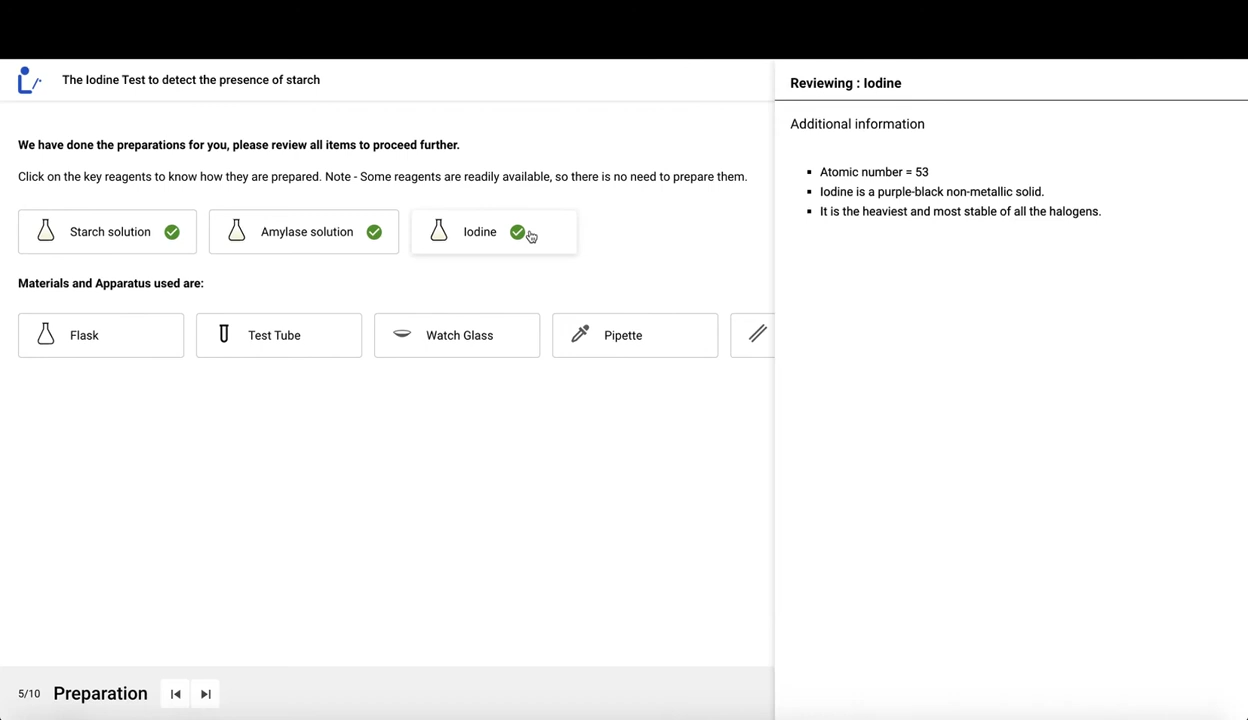 The Iodine Test to detect the presence of starch
We have done the preparations for you, please review all items to proceed further.
Click on the key reagents to know how they are prepared. Note - Some reagents are readily available, so there is no need to prepare them.
Starch solution
Amylase solution
Iodine
Materials and Apparatus used are:
Flask
Test Tube
Watch Glass
Pipette
5/10 Preparation
Reviewing : Iodine
Additional information
▪ Atomic number = 53
▪ Iodine is a purple-black non-metallic solid.
▪ It is the heaviest and most stable of all the halogens.